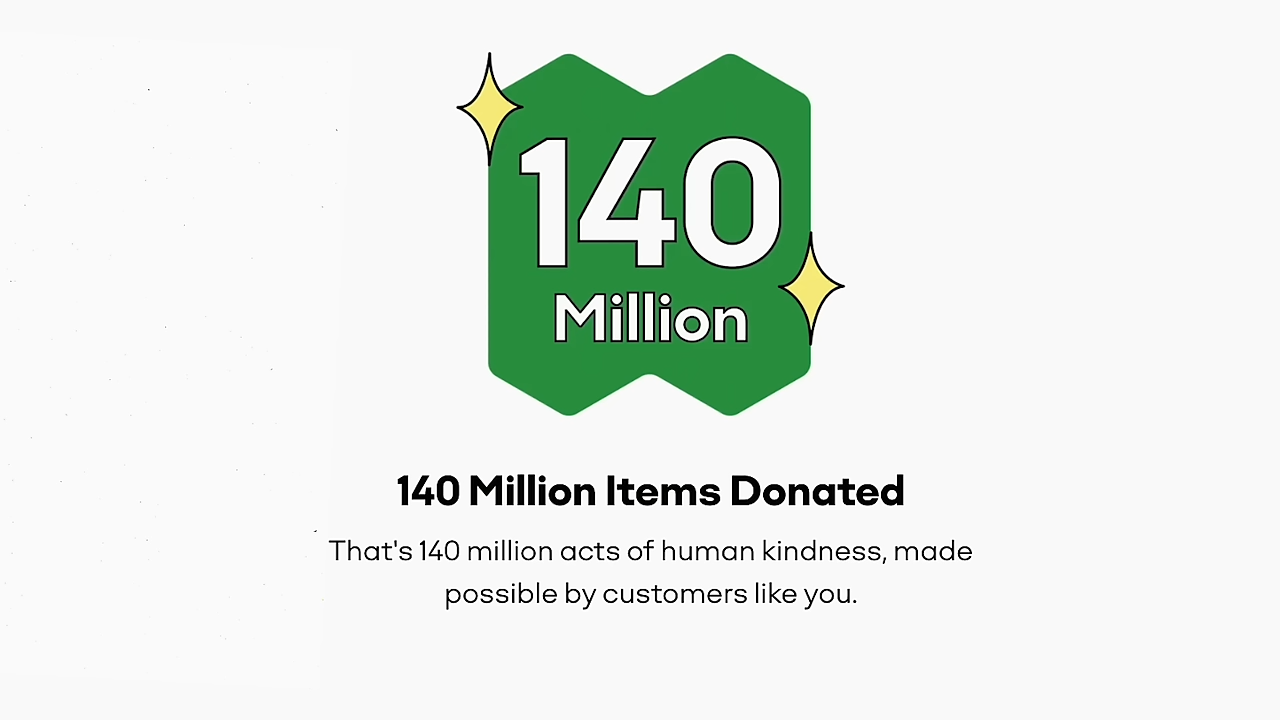 140
Million
140 Million Items Donated
That's 140 million acts of human kindness, made
possible by customers like you.